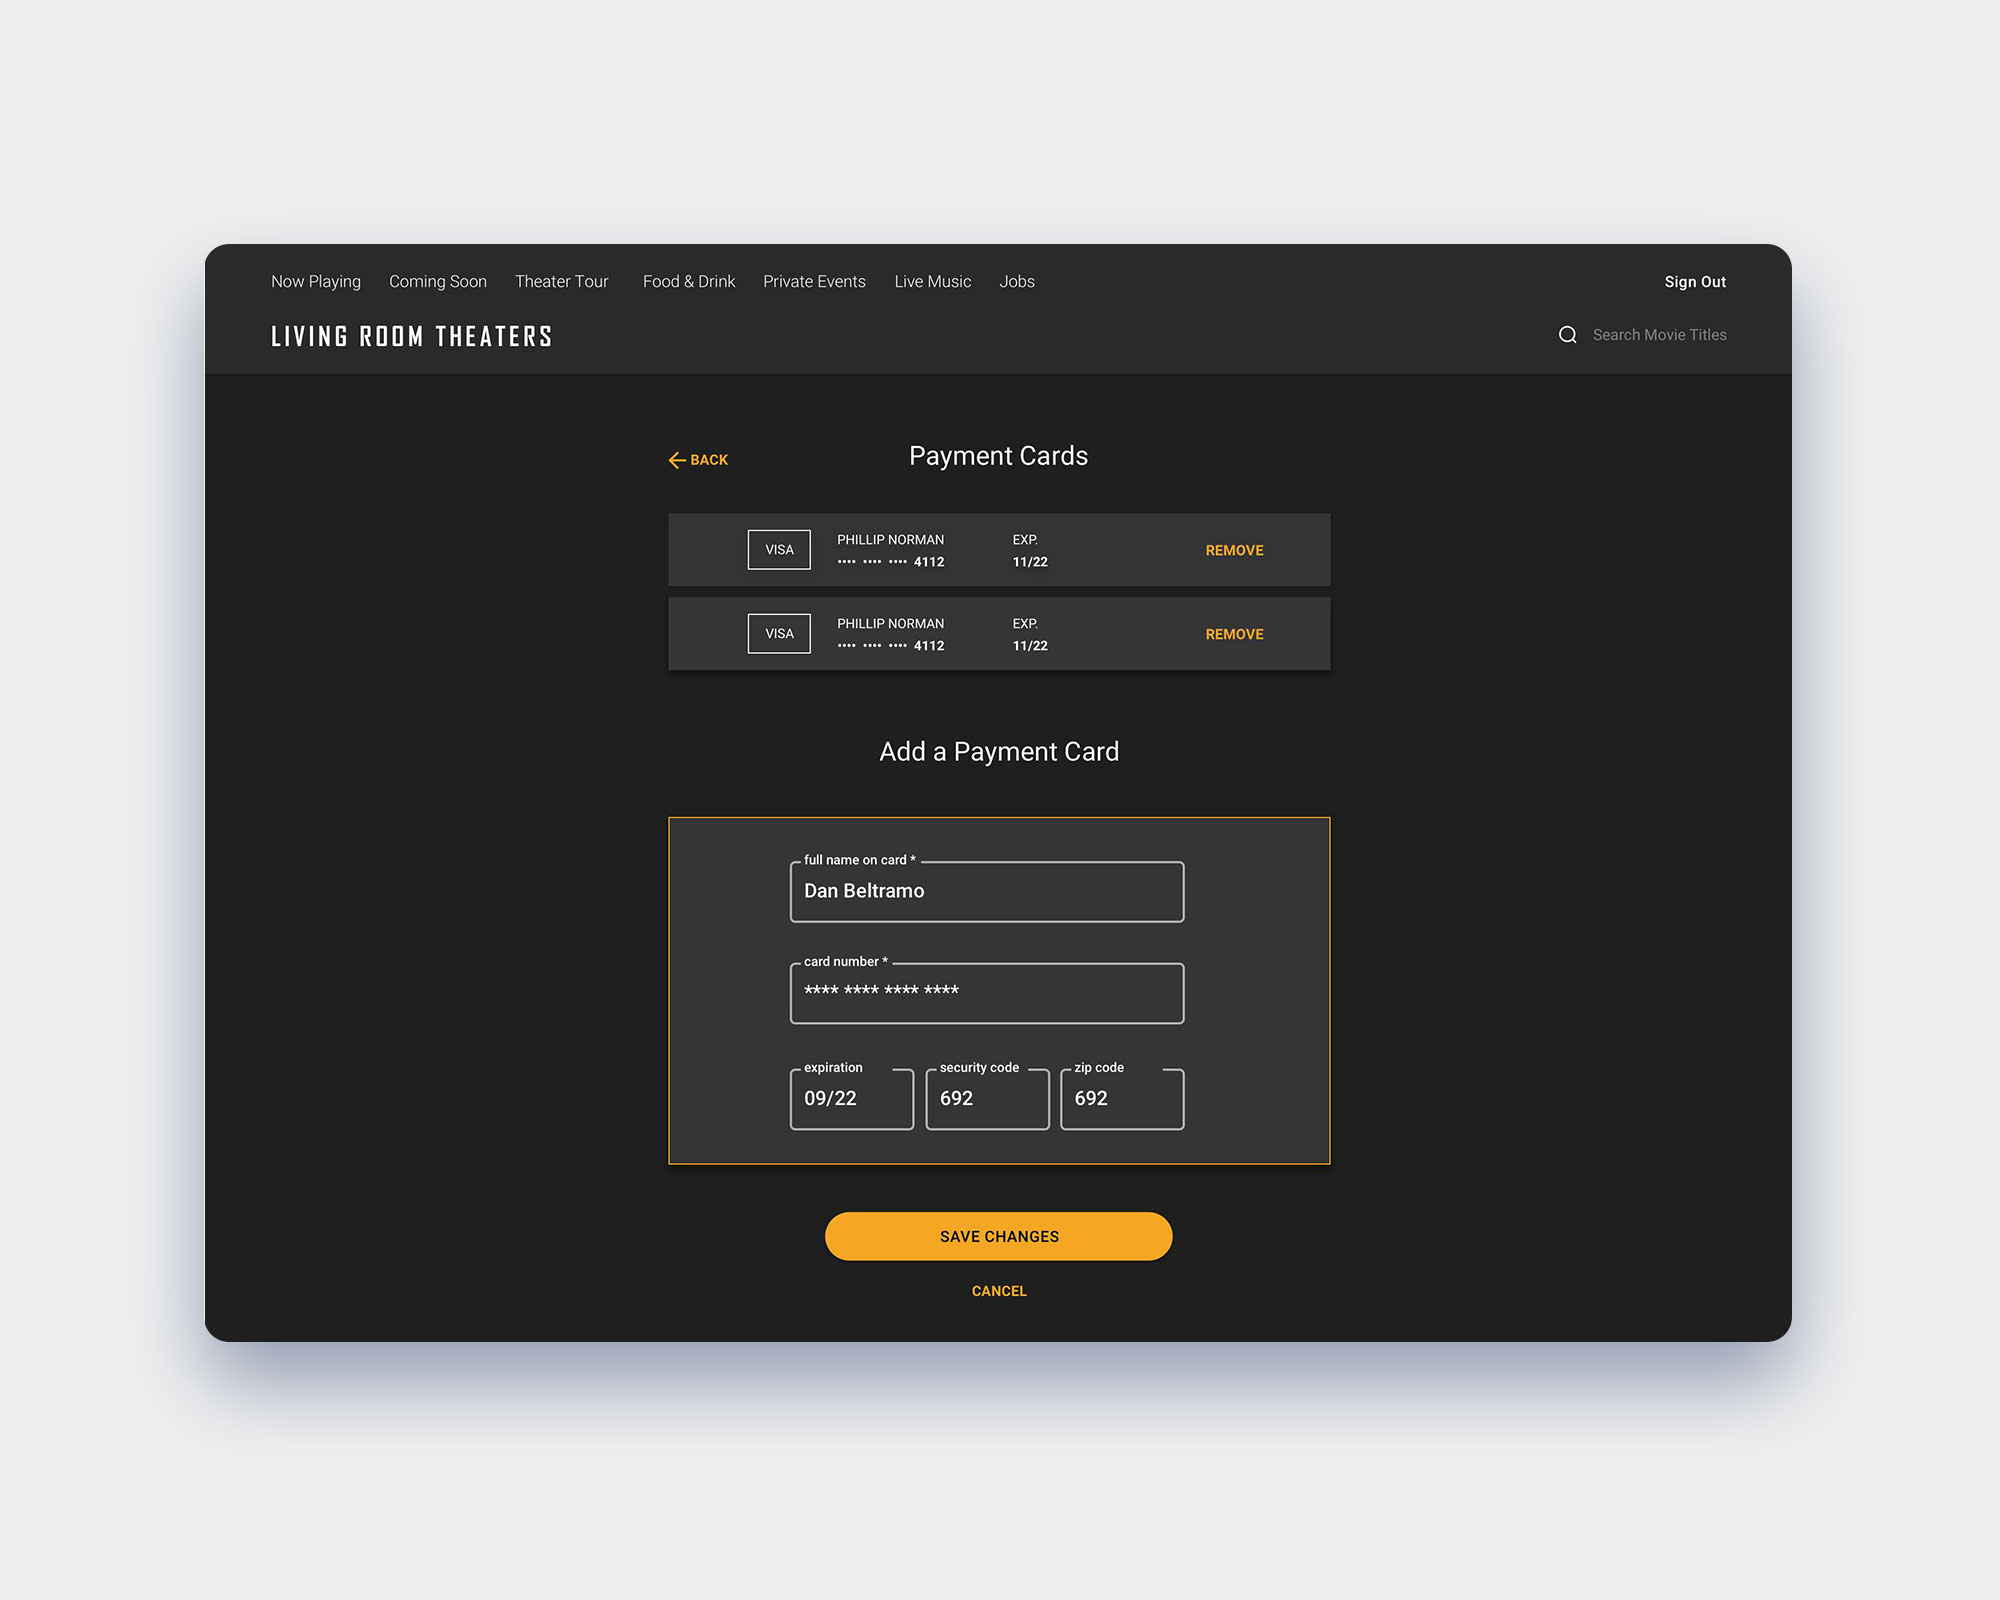 Now Playing Coming Soon Theater Tour Food & Drink Private Events Live Music Jobs Sign Out
LIVING ROOM THEATERS Search Movie Titles
BACK Payment Cards
VISA PHILLIP NORMAN EXP. REMOVE
•••• •••• •••• 4112 11/22
VISA PHILLIP NORMAN EXP. REMOVE
•••• •••• •••• 4112 11/22
Add a Payment Card
full name on card *
Dan Beltramo
card number *
**** **** **** ****
expiration security code zip code
09/22 692 692
SAVE CHANGES
CANCEL